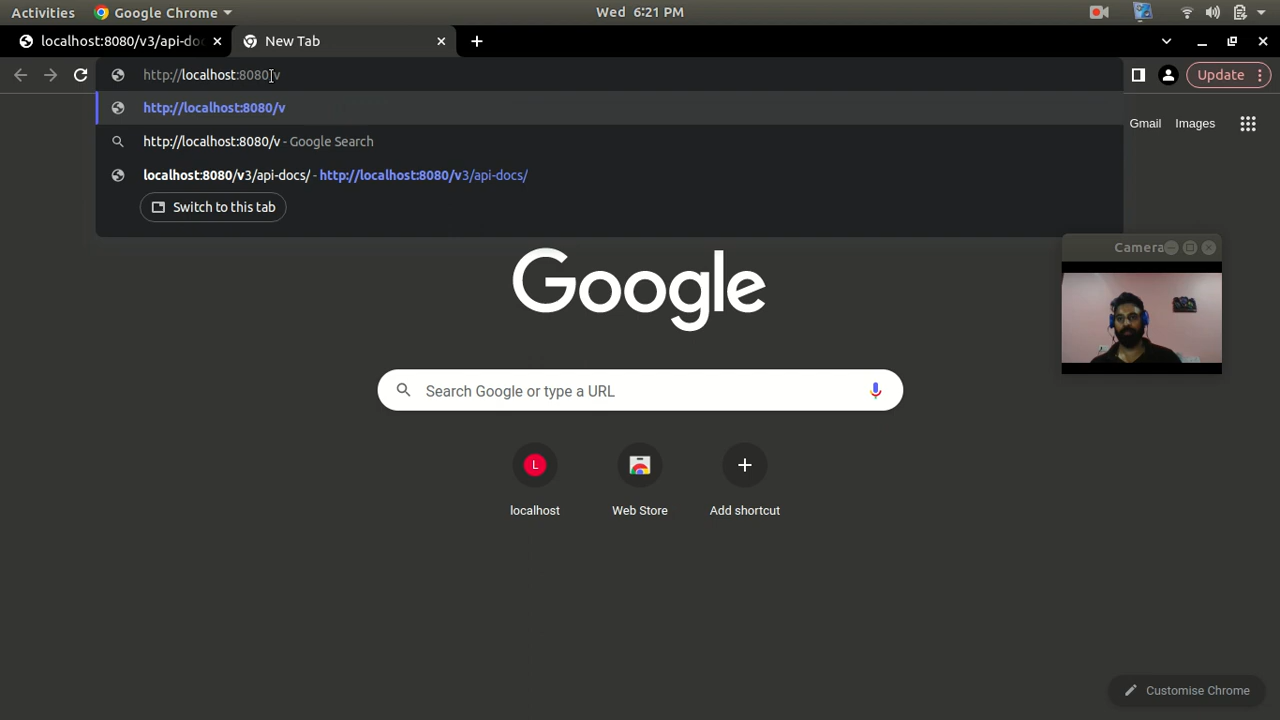 Activities Google Chrome Wed 6:21 PM
localhost:8080/v3/api-doc New Tab
http://localhost:8080/v Update
http://localhost:8080/v
Gmail Images
http://localhost:8080/v - Google Search
localhost:8080/v3/api-docs/ - http://localhost:8080/v3/api-docs/
Switch to this tab
Camera
Google
Search Google or type a URL
L
localhost Web Store Add shortcut
Customise Chrome